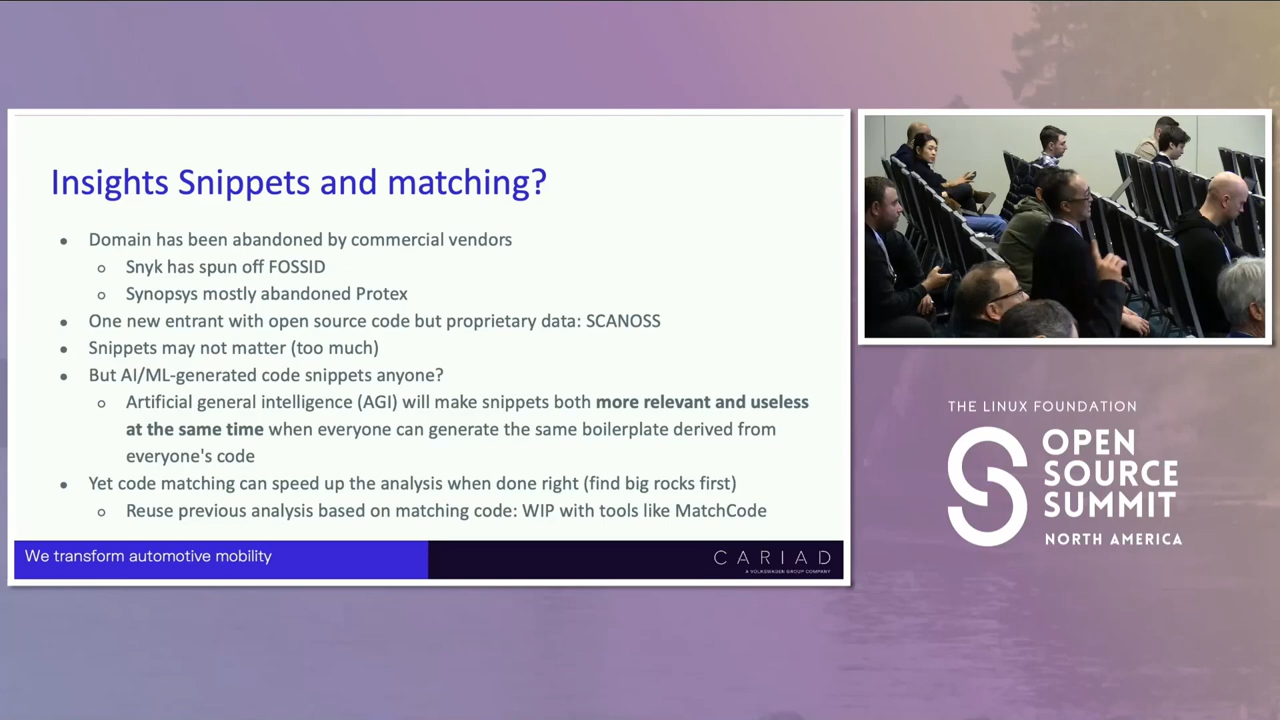 Insights Snippets and matching?
● Domain has been abandoned by commercial vendors
○ Snyk has spun off FOSSID
○ Synopsys mostly abandoned Protex
● One new entrant with open source code but proprietary data: SCANOSS
● Snippets may not matter (too much)
● But AI/ML-generated code snippets anyone?
○ Artificial general intelligence (AGI) will make snippets both more relevant and useless
at the same time when everyone can generate the same boilerplate derived from
everyone's code
● Yet code matching can speed up the analysis when done right (find big rocks first)
○ Reuse previous analysis based on matching code: WIP with tools like MatchCode
We transform automotive mobility
CARIAD
A VOLKSWAGEN GROUP COMPANY
THE LINUX FOUNDATION
OPEN
SOURCE
SUMMIT
NORTH AMERICA